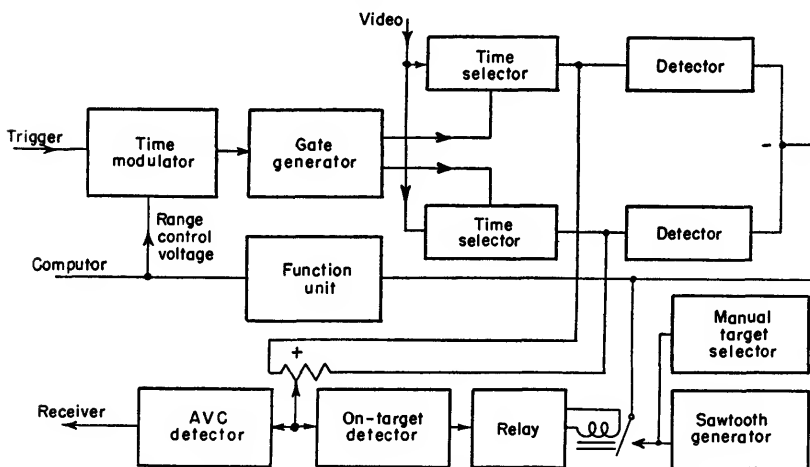 Video
Time
selector
Detector
Trigger
Time
modulator
Gate
generator
-
Range
control
voltage
Time
selector
Detector
Computor
Function
unit
Manual
target
selector
+
Receiver
AVC
detector
On-target
detector
Relay
Sawtooth
generator